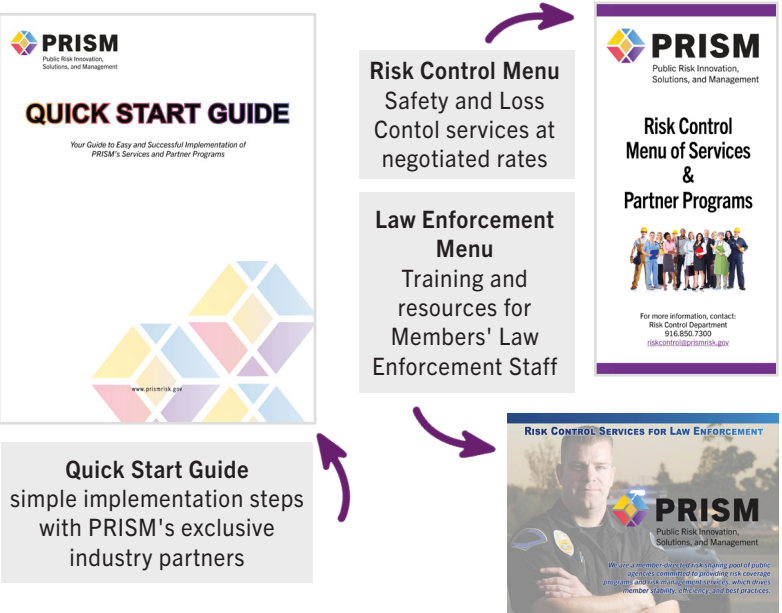 PRISM
Public Risk Innovation,
Solutions, and Management
QUICK START GUIDE
Your Guide to Easy and Successful Implementation of
PRISM's Services and Partner Programs
www.prismrisk.gov
Quick Start Guide
simple implementation steps
with PRISM's exclusive
industry partners
Risk Control Menu
Safety and Loss
Contol services at
negotiated rates
Law Enforcement
Menu
Training and
resources for
Members' Law
Enforcement Staff
PRISM
Public Risk Innovation,
Solutions, and Management
Risk Control
Menu of Services
&
Partner Programs
For more information, contact:
Risk Control Department
916.850.7300
riskcontrol@prismrisk.gov
RISK CONTROL SERVICES FOR LAW ENFORCEMENT
PRISM
Public Risk Innovation,
Solutions, and Management
We are a member-directed risk sharing pool of public
agencies committed to providing risk coverage
programs and risk management services, which drives
member stability, efficiency, and best practices.